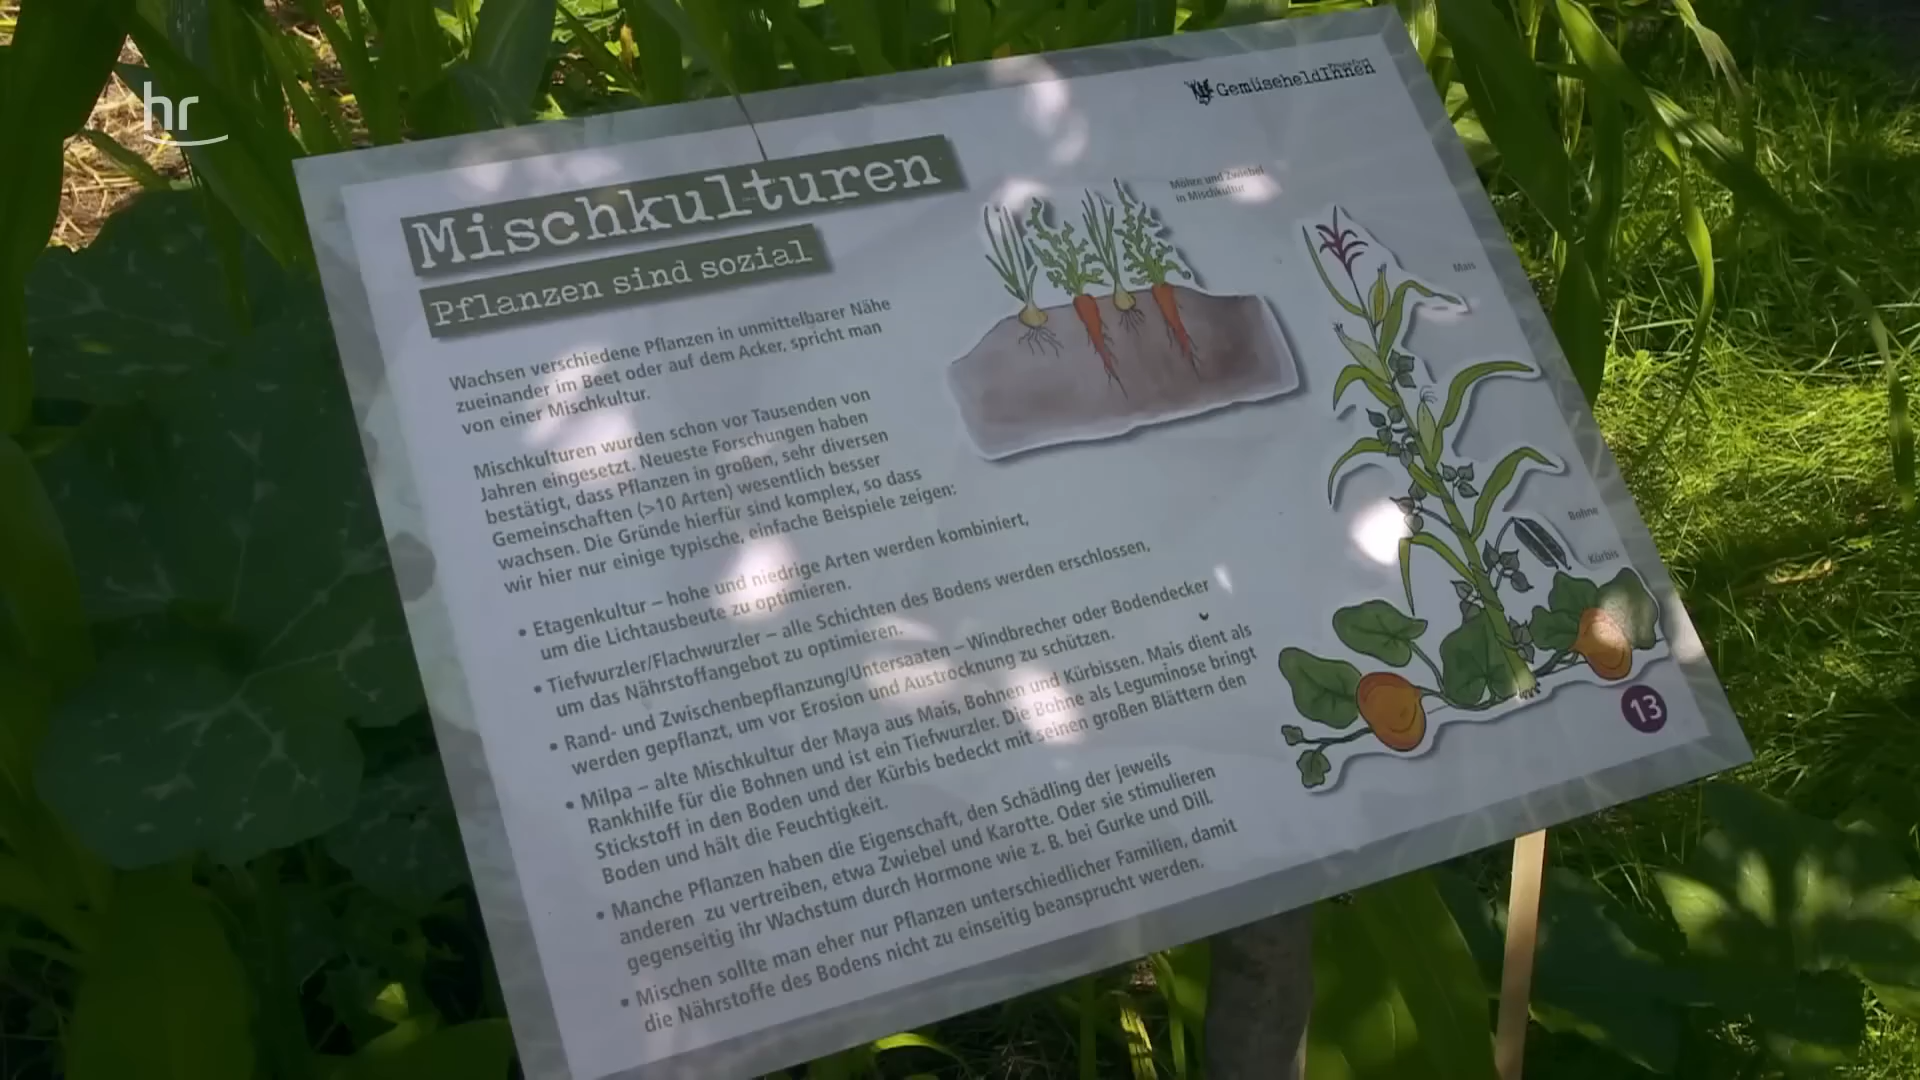 hr
Frankfurt
GemüseheldInnen
Mischkulturen
Pflanzen sind sozial
Wachsen verschiedene Pflanzen in unmittelbarer Nähe
zueinander im Beet oder auf dem Acker, spricht man
von einer Mischkultur.
Mischkulturen wurden schon vor Tausenden von
Jahren eingesetzt. Neueste Forschungen haben
bestätigt, dass Pflanzen in großen, sehr diversen
Gemeinschaften (>10 Arten) wesentlich besser
wachsen. Die Gründe hierfür sind komplex, so dass
wir hier nur einige typische, einfache Beispiele zeigen:
• Etagenkultur – hohe und niedrige Arten werden kombiniert,
um die Lichtausbeute zu optimieren.
• Tiefwurzler/Flachwurzler – alle Schichten des Bodens werden erschlossen,
um das Nährstoffangebot zu optimieren.
• Rand- und Zwischenbepflanzung/Untersaaten – Windbrecher oder Bodendecker
werden gepflanzt, um vor Erosion und Austrocknung zu schützen.
• Milpa – alte Mischkultur der Maya aus Mais, Bohnen und Kürbissen. Mais dient als
Rankhilfe für die Bohnen und ist ein Tiefwurzler. Die Bohne als Leguminose bringt
Stickstoff in den Boden und der Kürbis bedeckt mit seinen großen Blättern den
Boden und hält die Feuchtigkeit.
• Manche Pflanzen haben die Eigenschaft, den Schädling der jeweils
anderen zu vertreiben, etwa Zwiebel und Karotte. Oder sie stimulieren
gegenseitig ihr Wachstum durch Hormone wie z. B. bei Gurke und Dill.
• Mischen sollte man eher nur Pflanzen unterschiedlicher Familien, damit
die Nährstoffe des Bodens nicht zu einseitig beansprucht werden.
Möhre und Zwiebel
in Mischkultur
Mais
Bohne
Kürbis
13